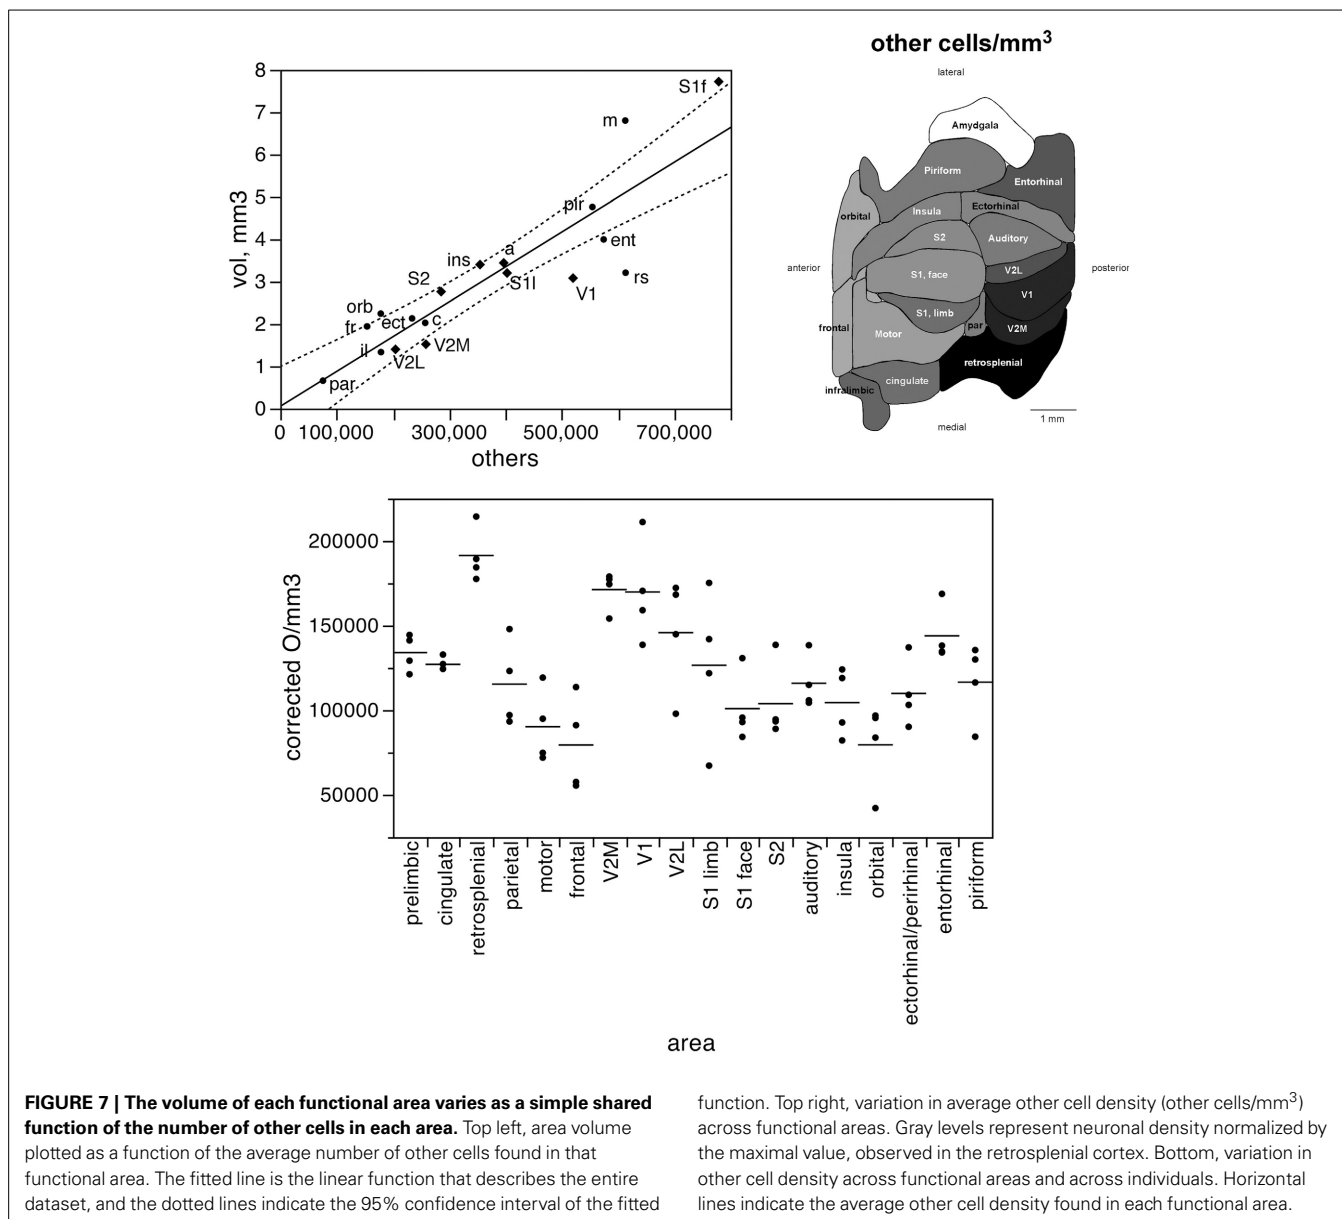 8
7
6
5
4
3
2
1
0
vol, mm3
S1f
m
plr
ent
a
ins
S1l
rs
V1
S2
orb
fr
ect
c
il
V2L
V2M
par
0
100,000
300,000
500,000
700,000
others
other cells/mm³
lateral
Amydgala
Piriform
Entorhinal
orbital
Insula
Ectorhinal
S2
Auditory
anterior
S1, face
V2L
posterior
V1
S1, limb
frontal
Motor
par
V2M
retrosplenial
infralimbic
cingulate
1 mm
medial
200000
150000
100000
50000
corrected O/mm3
prelimbic
cingulate
retrosplenial
parietal
motor
frontal
V2M
V1
V2L
S1 limb
S1 face
S2
auditory
insula
orbital
ectorhinal/perirhinal
entorhinal
piriform
area
FIGURE 7 | The volume of each functional area varies as a simple shared
function of the number of other cells in each area. Top left, area volume
plotted as a function of the average number of other cells found in that
functional area. The fitted line is the linear function that describes the entire
dataset, and the dotted lines indicate the 95% confidence interval of the fitted
function. Top right, variation in average other cell density (other cells/mm³)
across functional areas. Gray levels represent neuronal density normalized by
the maximal value, observed in the retrosplenial cortex. Bottom, variation in
other cell density across functional areas and across individuals. Horizontal
lines indicate the average other cell density found in each functional area.